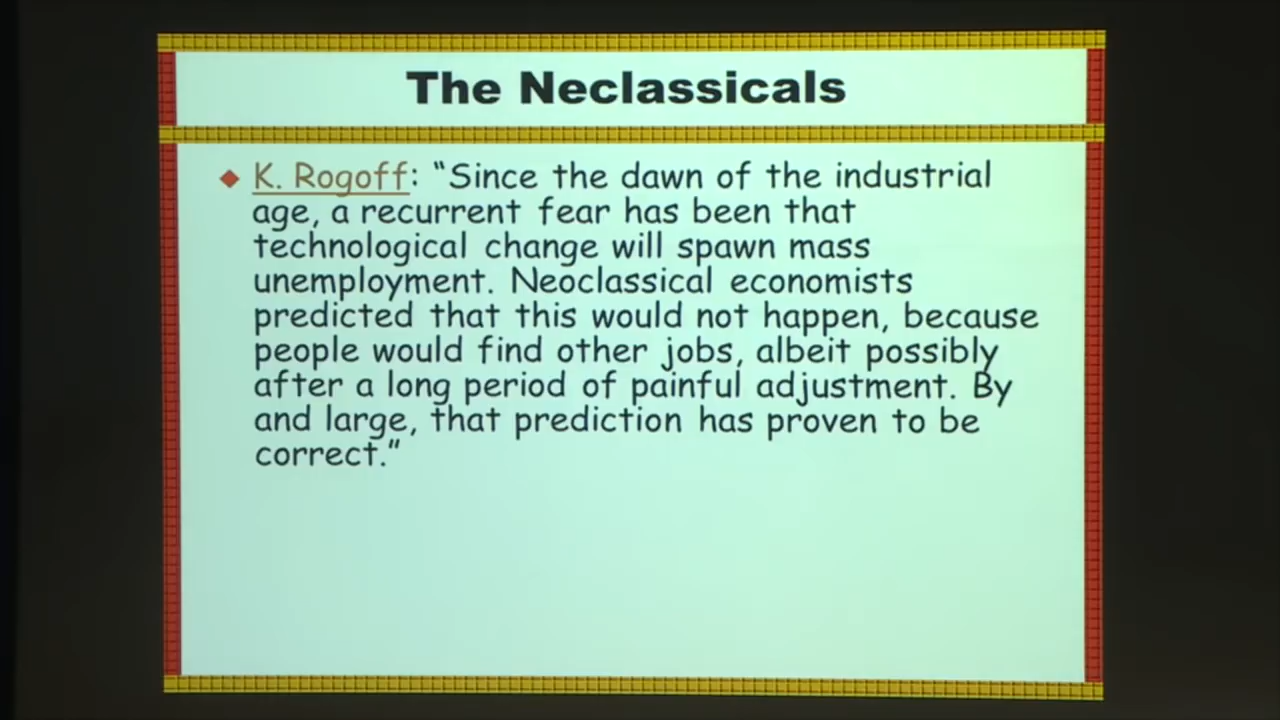 The Neclassicals
K. Rogoff: “Since the dawn of the industrial
age, a recurrent fear has been that
technological change will spawn mass
unemployment. Neoclassical economists
predicted that this would not happen, because
people would find other jobs, albeit possibly
after a long period of painful adjustment. By
and large, that prediction has proven to be
correct.”